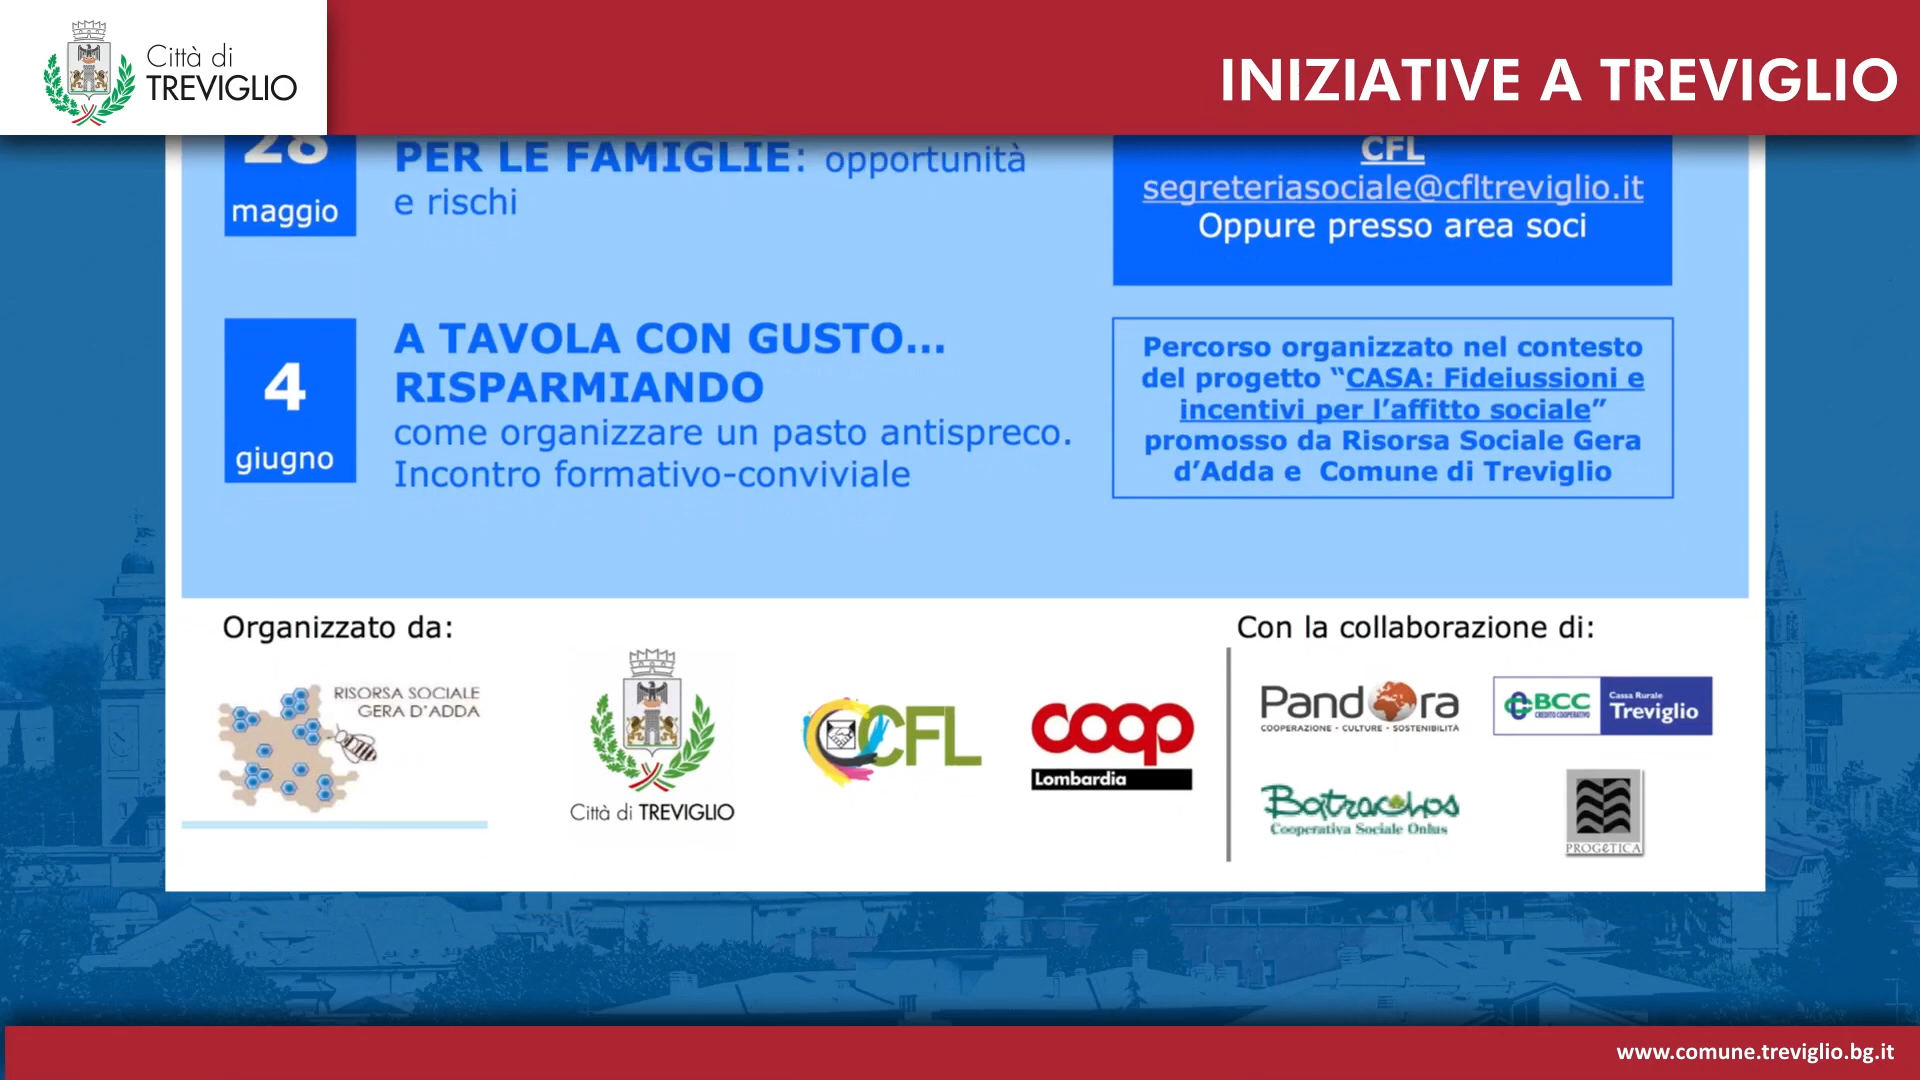 Città di
TREVIGLIO
INIZIATIVE A TREVIGLIO
28
maggio
PER LE FAMIGLIE: opportunità
e rischi
CFL
segreteriasociale@cfltreviglio.it
Oppure presso area soci
4
giugno
A TAVOLA CON GUSTO...
RISPARMIANDO
come organizzare un pasto antispreco.
Incontro formativo-conviviale
Percorso organizzato nel contesto
del progetto “CASA: Fideiussioni e
incentivi per l’affitto sociale”
promosso da Risorsa Sociale Gera
d’Adda e Comune di Treviglio
Organizzato da:
RISORSA SOCIALE
GERA D'ADDA
Città di TREVIGLIO
CFL
coop
Lombardia
Con la collaborazione di:
Pandora
COOPERAZIONE - CULTURE - SOSTENIBILITÀ
BCC
CREDITO COOPERATIVO
Cassa Rurale
Treviglio
Batrachos
Cooperativa Sociale Onlus
PROGETICA
www.comune.treviglio.bg.it